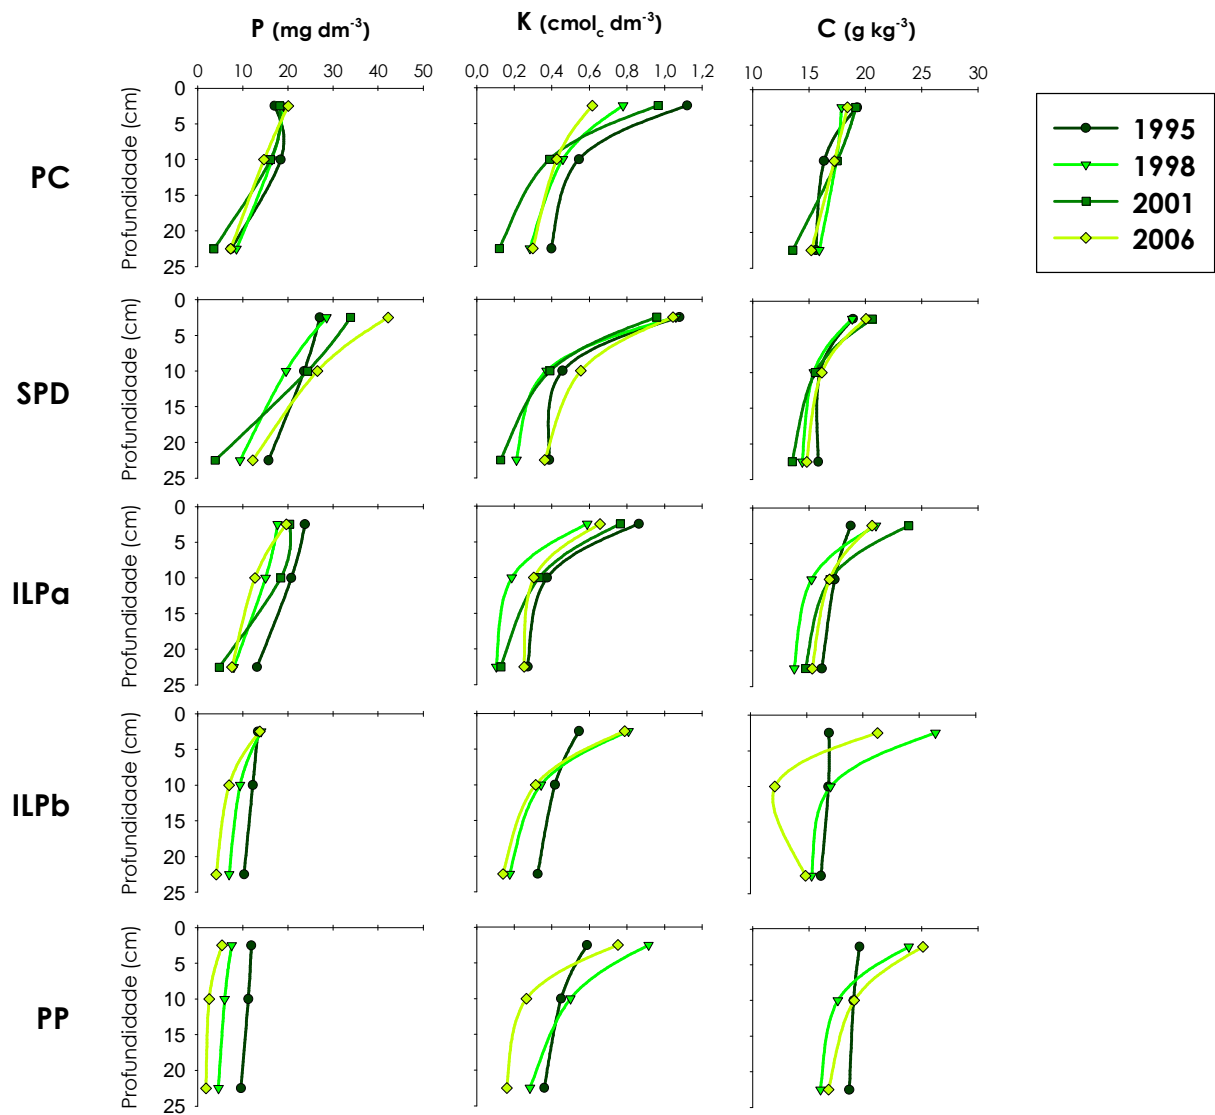 P (mg dm⁻³) K (cmol꜀ dm⁻³) C (g kg⁻³)
0 10 20 30 40 50 0,0 0,2 0,4 0,6 0,8 1,0 1,2 10 15 20 25 30
PC
Profundidade (cm)
0
5
10
15
20
25
1995
1998
2001
2006
SPD
Profundidade (cm)
0
5
10
15
20
25
ILPa
Profundidade (cm)
0
5
10
15
20
25
ILPb
Profundidade (cm)
0
5
10
15
20
25
PP
Profundidade (cm)
0
5
10
15
20
25